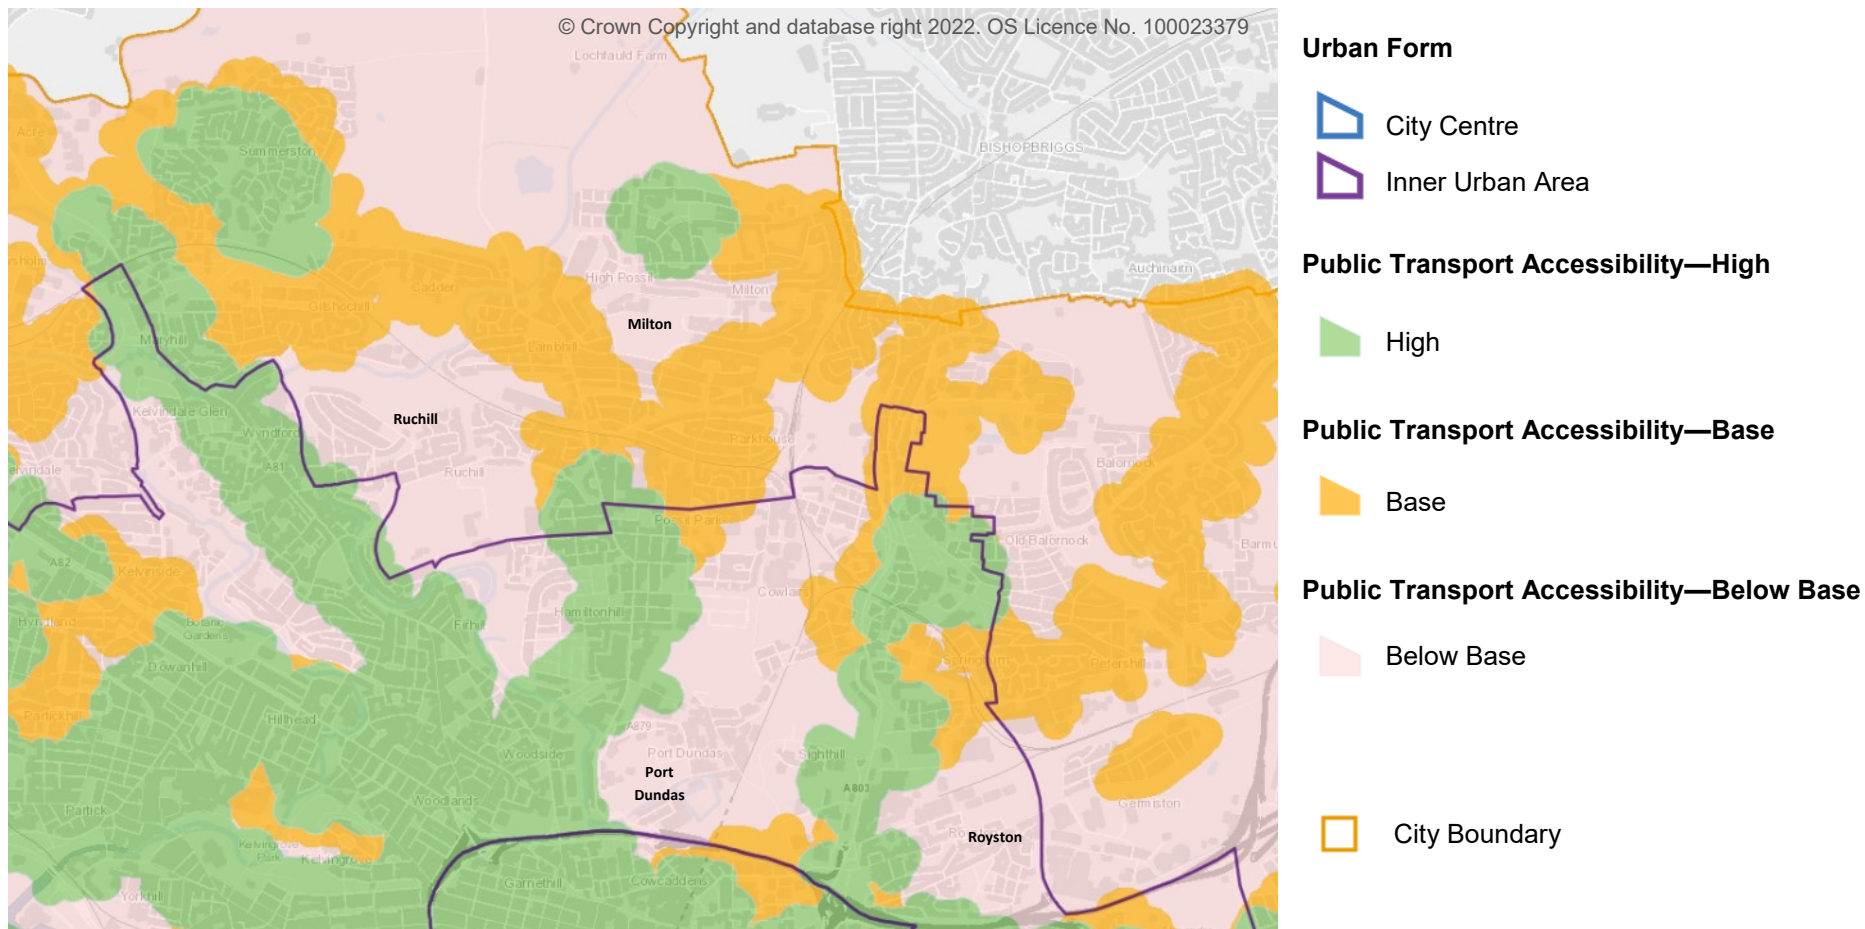 © Crown Copyright and database right 2022. OS Licence No. 100023379
Lochfauld Farm
Acre
Summerston
BISHOPBRIGGS
Auchinairn
High Possil
Milton
Cadder
Gilshochill
Milton
Maryhill
Lambhill
Kelvindale Glen
Ruchill
Wyndford
Parkhouse
A81
Ruchill
Balornock
Possil Park
Old Balornock
A82
Kelvinside
Cowlairs
Hamiltonhill
Hyndland
Botanic
Gardens
Firhill
Dowanhill
Springburn
Petershill
Partickhill
Hillhead
A879
Woodside
Port Dundas
Sighthill
Port
Dundas
A803
Woodlands
Germiston
Partick
Royston
Kelvingrove
Park
Kelvingrove
Garnethill
Cowcaddens
Yorkhill
Urban Form
City Centre
Inner Urban Area
Public Transport Accessibility—High
High
Public Transport Accessibility—Base
Base
Public Transport Accessibility—Below Base
Below Base
City Boundary